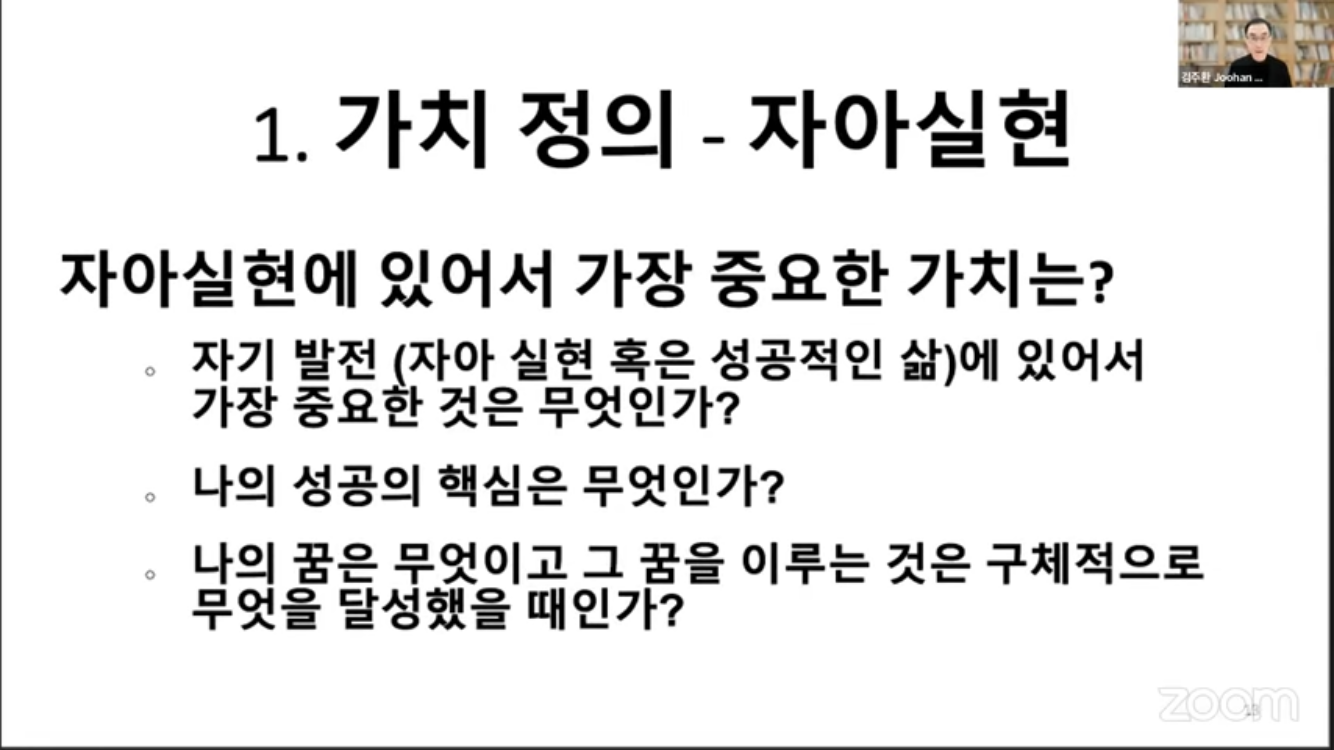 김주환 Joohan ...
1. 가치 정의 - 자아실현
자아실현에 있어서 가장 중요한 가치는?
자기 발전 (자아 실현 혹은 성공적인 삶)에 있어서
가장 중요한 것은 무엇인가?
나의 성공의 핵심은 무엇인가?
나의 꿈은 무엇이고 그 꿈을 이루는 것은 구체적으로
무엇을 달성했을 때인가?
zoom